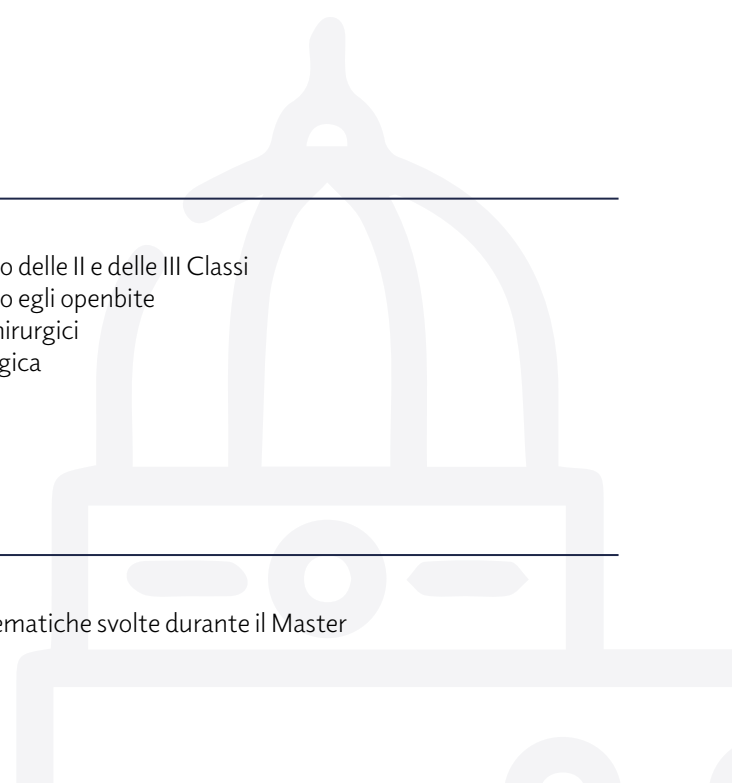 o delle II e delle III Classi
o egli openbite
hirurgici
gica
ematiche svolte durante il Master